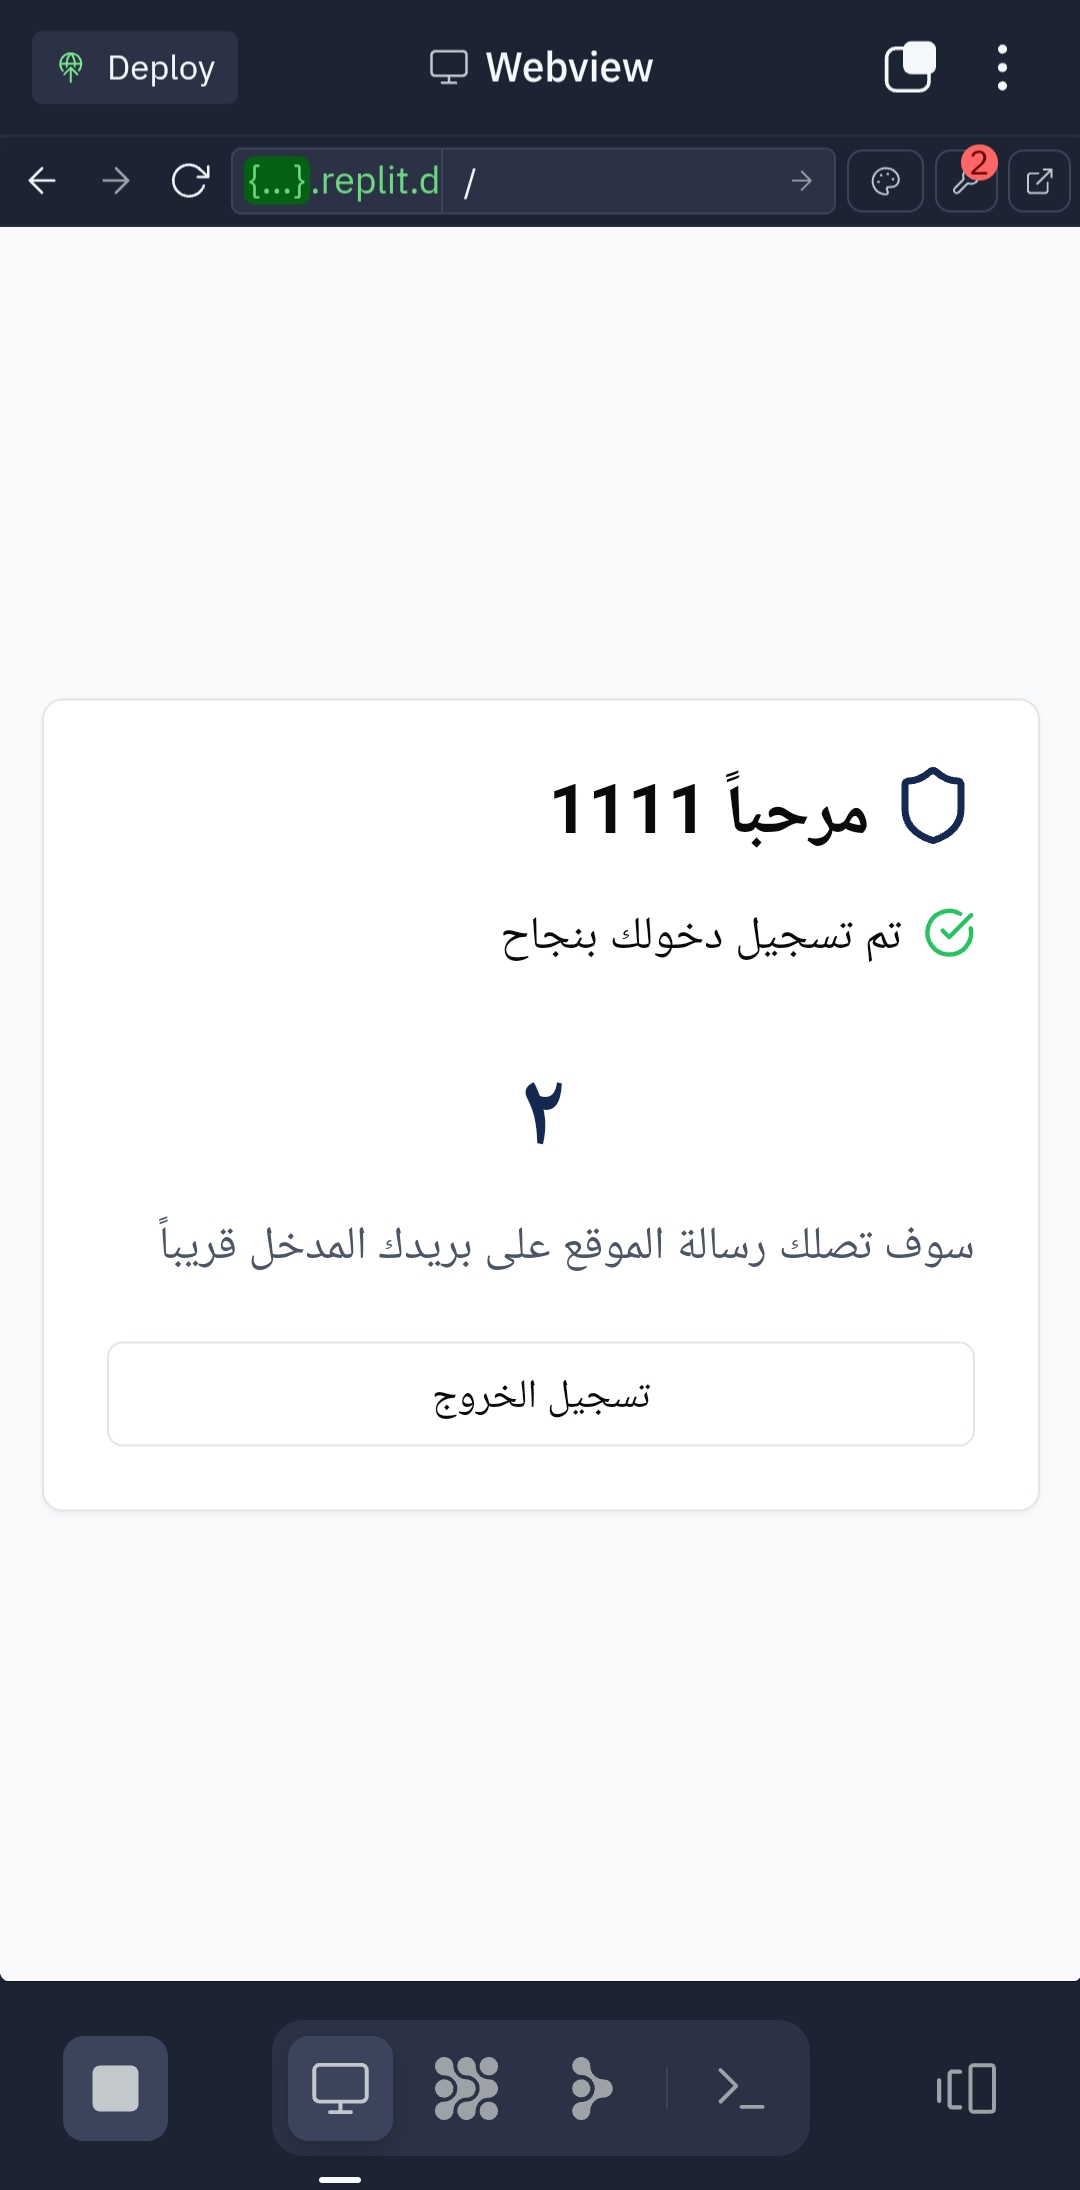 Deploy
Webview
{...}.replit.d /
2
مرحباً 1111
تم تسجيل دخولك بنجاح
٢
سوف تصلك رسالة الموقع على بريدك المدخل قريباً
تسجيل الخروج